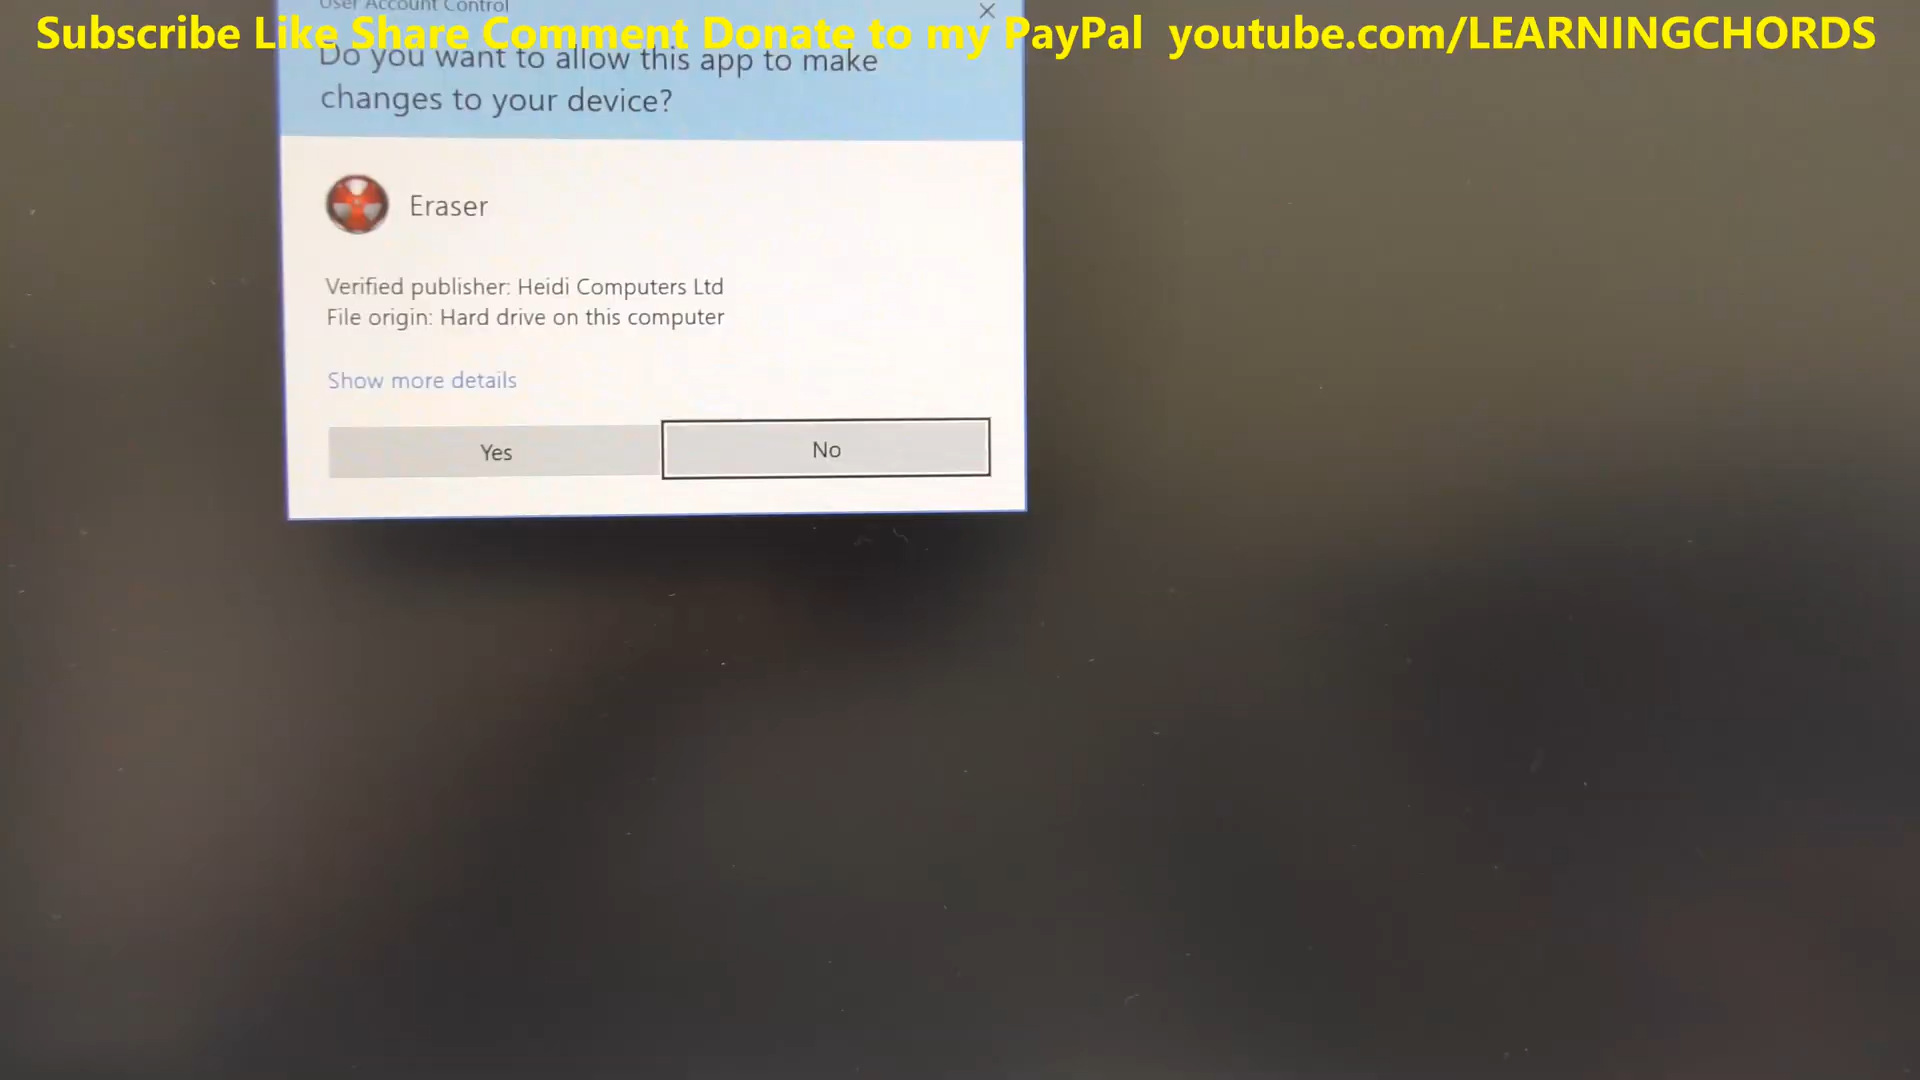 User Account Control
Subscribe Like Share Comment Donate to my PayPal youtube.com/LEARNINGCHORDS
Do you want to allow this app to make
changes to your device?
Eraser
Verified publisher: Heidi Computers Ltd
File origin: Hard drive on this computer
Show more details
Yes
No